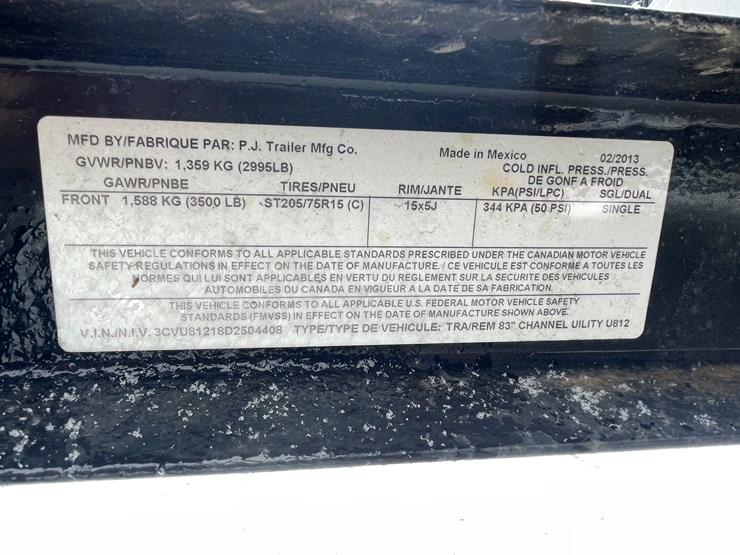 MFD BY/FABRIQUE PAR: P.J. Trailer Mfg Co. Made in Mexico 02/2013
GVWR/PNBV: 1,359 KG (2995LB) COLD INFL. PRESS./PRESS.
DE GONF A FROID
GAWR/PNBE TIRES/PNEU RIM/JANTE KPA(PSI/LPC) SGL/DUAL
FRONT 1,588 KG (3500 LB) ST205/75R15 (C) 15x5J 344 KPA (50 PSI) SINGLE
THIS VEHICLE CONFORMS TO ALL APPLICABLE STANDARDS PRESCRIBED UNDER THE CANADIAN MOTOR VEHICLE
SAFETY REGULATIONS IN EFFECT ON THE DATE OF MANUFACTURE. / CE VEHICULE EST CONFORME A TOUTES LES
NORMES QUI LUI SONT APPLICABLES EN VERTU DU REGLEMENT SUR LA SECURITE DES VEHICULES
AUTOMOBILES DU CANADA EN VIGUEUR A LA DATE DE SA FABRICATION.
THIS VEHICLE CONFORMS TO ALL APPLICABLE U.S. FEDERAL MOTOR VEHICLE SAFETY
STANDARDS (FMVSS) IN EFFECT ON THE DATE OF MANUFACTURE SHOWN ABOVE.
V.I.N./N.I.V. 3CVU81218D2504408 TYPE/TYPE DE VEHICULE: TRA/REM 83" CHANNEL UILITY U812